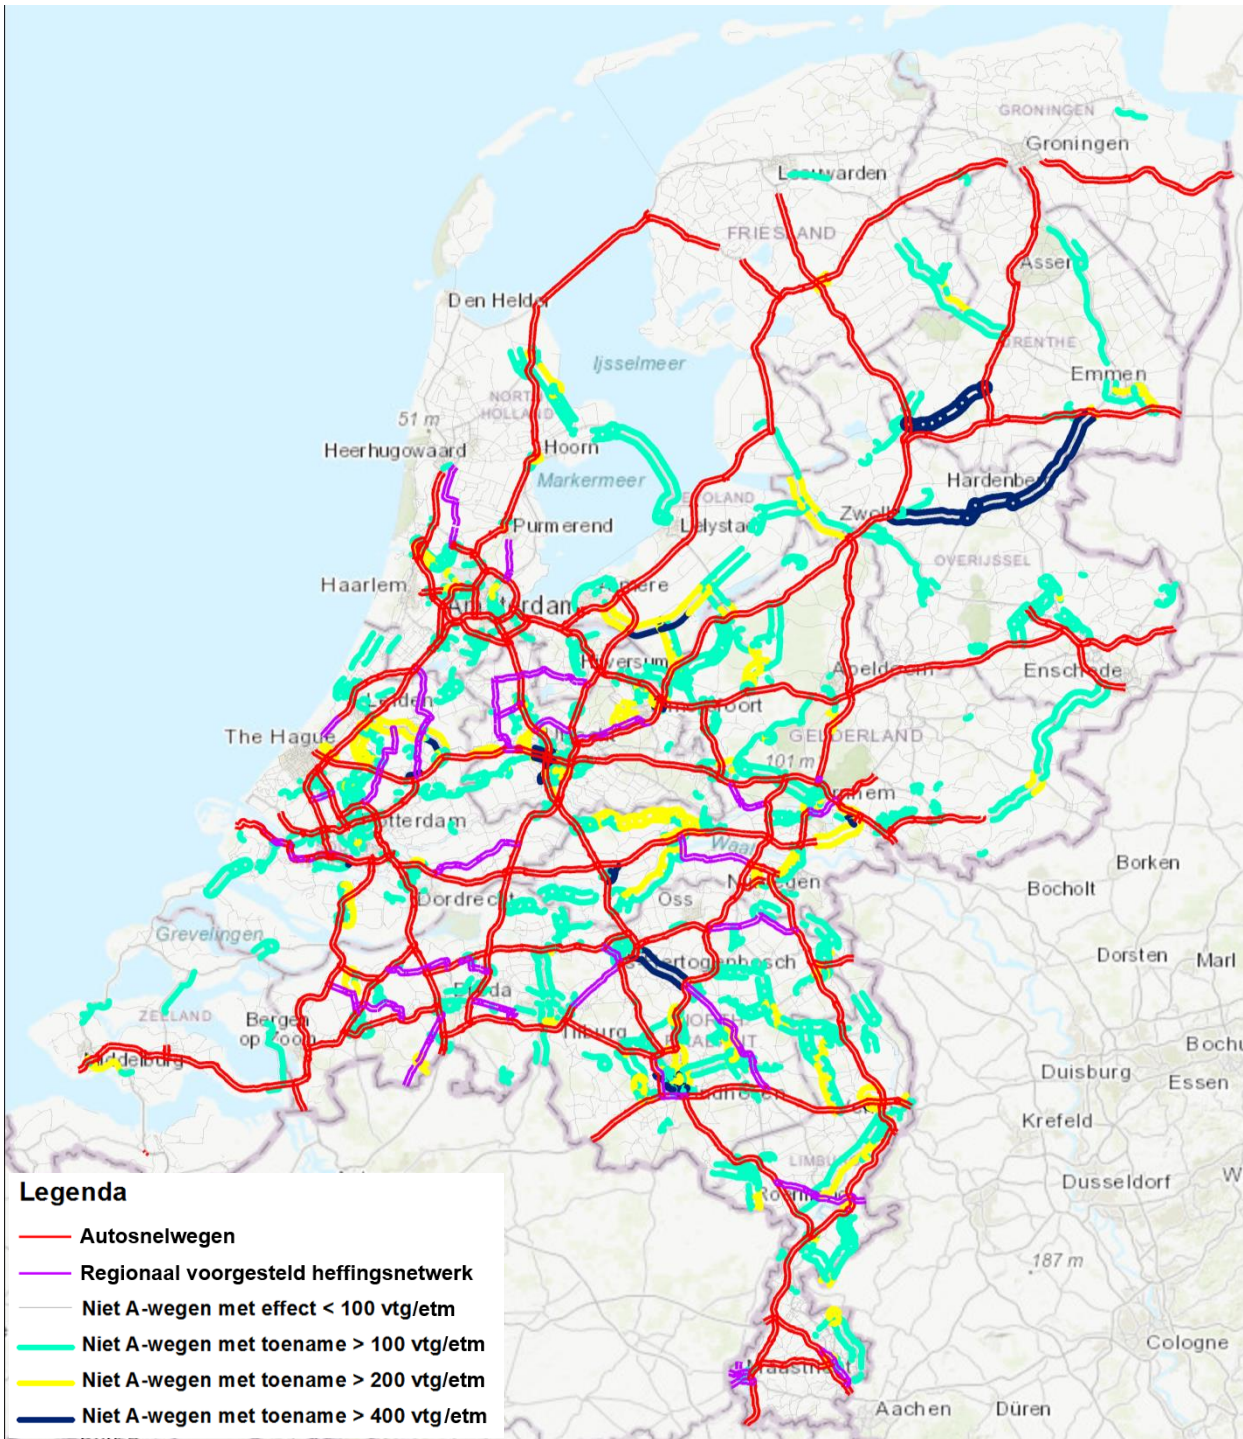 GRONINGEN
Groningen
Leeuwarden
FRIESLAND
Assen
Den Helder
Ijsselmeer
DRENTHE
Emmen
NORTH
HOLLAND
51 m
Heerhugowaard
Hoorn
Markermeer
Hardenberg
FLEVOLAND
Purmerend
Lelystad
Zwolle
OVERIJSSEL
Haarlem
Almere
Amsterdam
Hilversum
Apeldoorn
Enschede
Leiden
Amersfoort
The Hague
Utrecht
GELDERLAND
101 m
Arnhem
Rotterdam
Waal
Borken
Nijmegen
Bocholt
Dordrecht
Oss
Grevelingen
's-Hertogenbosch
Dorsten
Marl
Breda
ZEELAND
Bergen
op Zoom
Tilburg
NORTH
BRABANT
Middelburg
Bochu
Duisburg
Essen
Eindhoven
Krefeld
LIMBURG
Dusseldorf
W
Roermond
187 m
Cologne
Maastricht
Aachen
Düren
Legenda
Autosnelwegen
Regionaal voorgesteld heffingsnetwerk
Niet A-wegen met effect < 100 vtg/etm
Niet A-wegen met toename > 100 vtg/etm
Niet A-wegen met toename > 200 vtg/etm
Niet A-wegen met toename > 400 vtg/etm